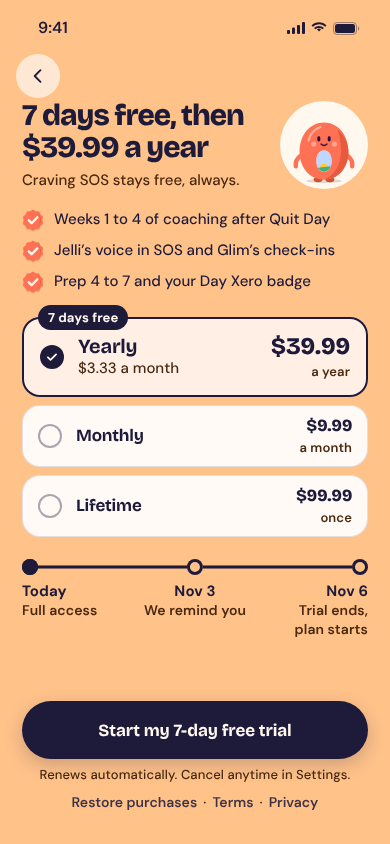 9:41
7 days free, then
$39.99 a year
Craving SOS stays free, always.
Weeks 1 to 4 of coaching after Quit Day
Jelli’s voice in SOS and Glim’s check-ins
Prep 4 to 7 and your Day Xero badge
7 days free
Yearly
$39.99
$3.33 a month
a year
Monthly
$9.99
a month
Lifetime
$99.99
once
Today
Nov 3
Nov 6
Full access
We remind you
Trial ends,
plan starts
Start my 7-day free trial
Renews automatically. Cancel anytime in Settings.
Restore purchases · Terms · Privacy